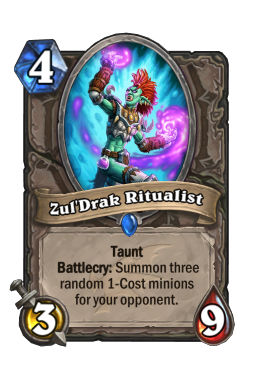 4
Zul'Drak Ritualist
Taunt
Battlecry: Summon three
random 1-Cost minions
for your opponent.
3
9